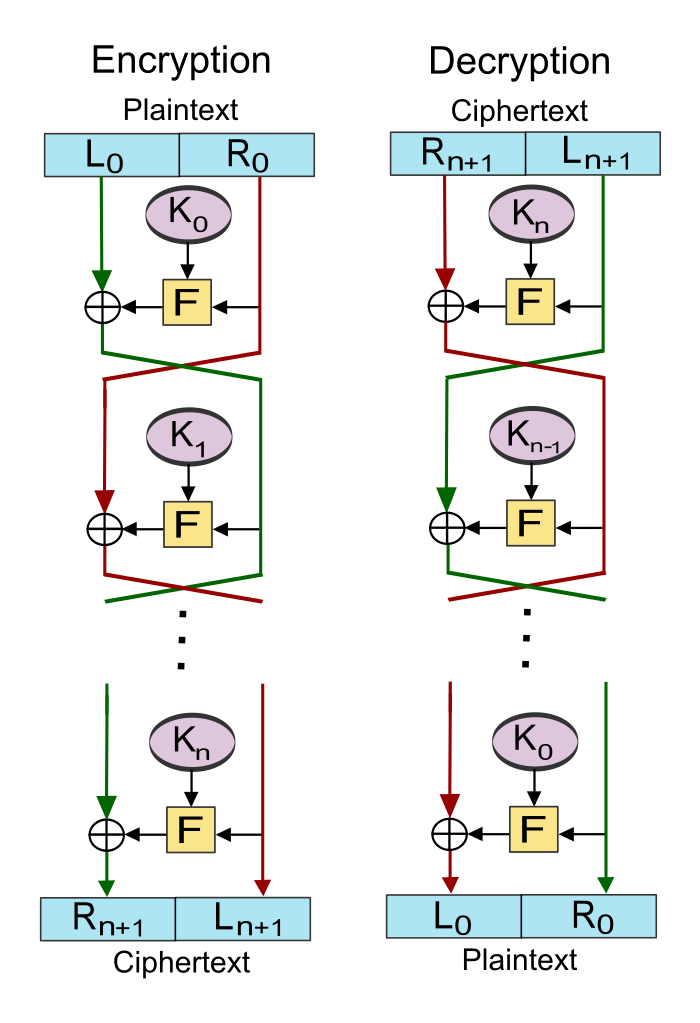 Encryption
Plaintext
L₀ R₀
K₀
F
K₁
F
Kₙ
F
Rₙ₊₁ Lₙ₊₁
Ciphertext
Decryption
Ciphertext
Rₙ₊₁ Lₙ₊₁
Kₙ
F
Kₙ₋₁
F
K₀
F
L₀ R₀
Plaintext